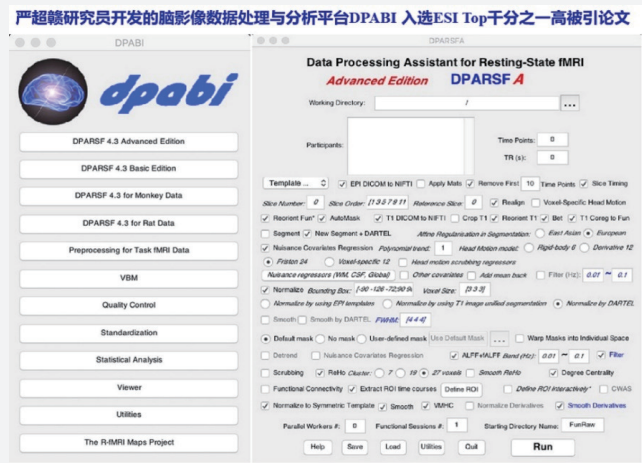 严超赣研究员开发的脑影像数据处理与分析平台DPABI 入选ESI Top千分之一高被引论文
DPABI
dpabi
DPARSF 4.3 Advanced Edition
DPARSF 4.3 Basic Edition
DPARSF 4.3 for Monkey Data
DPARSF 4.3 for Rat Data
Preprocessing for Task fMRI Data
VBM
Quality Control
Standardization
Statistical Analysis
Viewer
Utilities
The R-fMRI Maps Project
DPARSFA
Data Processing Assistant for Resting-State fMRI
Advanced Edition DPARSF A
Working Directory: / ...
Participants:
Time Points: 0
TR (s): 0
Template ... EPI DICOM to NIFTI Apply Mats Remove First 10 Time Points Slice Timing
Slice Number: 0 Slice Order: [1 3 5 7 9 11 Reference Slice: 0 Realign Voxel-Specific Head Motion
Reorient Fun* AutoMask T1 DICOM to NIFTI Crop T1 Reorient T1 Bet T1 Coreg to Fun
Segment New Segment + DARTEL Affine Regularisation in Segmentation: East Asian European
Nuisance Covariates Regression Polynomial trend: 1 Head Motion model: Rigid-body 6 Derivative 12
Friston 24 Voxel-specific 12 Head motion scrubbing regressors
Nuisance regressors (WM, CSF, Global) Other covariates Add mean back Filter (Hz): 0.01 ~ 0.1
Normalize Bounding Box: [-90 -126 -72;90 90 Voxel Size: [3 3 3]
Normalize by using EPI templates Normalize by using T1 image unified segmentation Normalize by DARTEL
Smooth Smooth by DARTEL FWHM: [4 4 4]
Default mask No mask User-defined mask Use Default Mask ... Warp Masks into Individual Space
Detrend Nuisance Covariates Regression ALFF+fALFF Band (Hz): 0.01 ~ 0.1 Filter
Scrubbing ReHo Cluster: 7 19 27 voxels Smooth ReHo Degree Centrality
Functional Connectivity Extract ROI time courses Define ROI Define ROI Interactively* CWAS
Normalize to Symmetric Template Smooth VMHC Normalize Derivatives Smooth Derivatives
Parallel Workers #: 0 Functional Sessions #: 1 Starting Directory Name: FunRaw
Help Save Load Utilities Quit Run